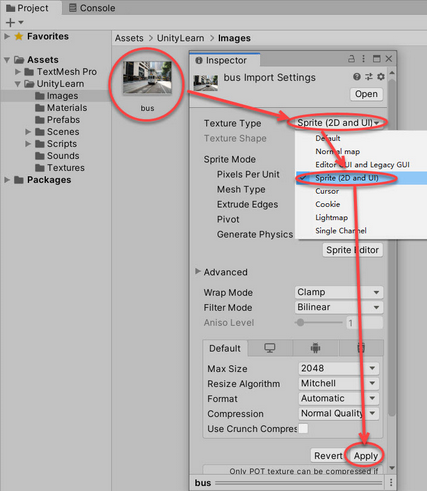 Project
Console
Favorites
Assets
TextMesh Pro
UnityLearn
Images
Materials
Prefabs
Scenes
Scripts
Sounds
Textures
Packages
Assets > UnityLearn > Images
bus
Inspector
bus Import Settings
Open
Texture Type Sprite (2D and UI)
Texture Shape
Default
Normal map
Editor GUI and Legacy GUI
Sprite (2D and UI)
Cursor
Cookie
Lightmap
Single Channel
Sprite Mode
Pixels Per Unit
Mesh Type
Extrude Edges
Pivot
Generate Physics
Sprite Editor
Advanced
Wrap Mode Clamp
Filter Mode Bilinear
Aniso Level 1
Default
Max Size 2048
Resize Algorithm Mitchell
Format Automatic
Compression Normal Quality
Use Crunch Compres
Revert Apply
Only POT texture can be compressed if
bus